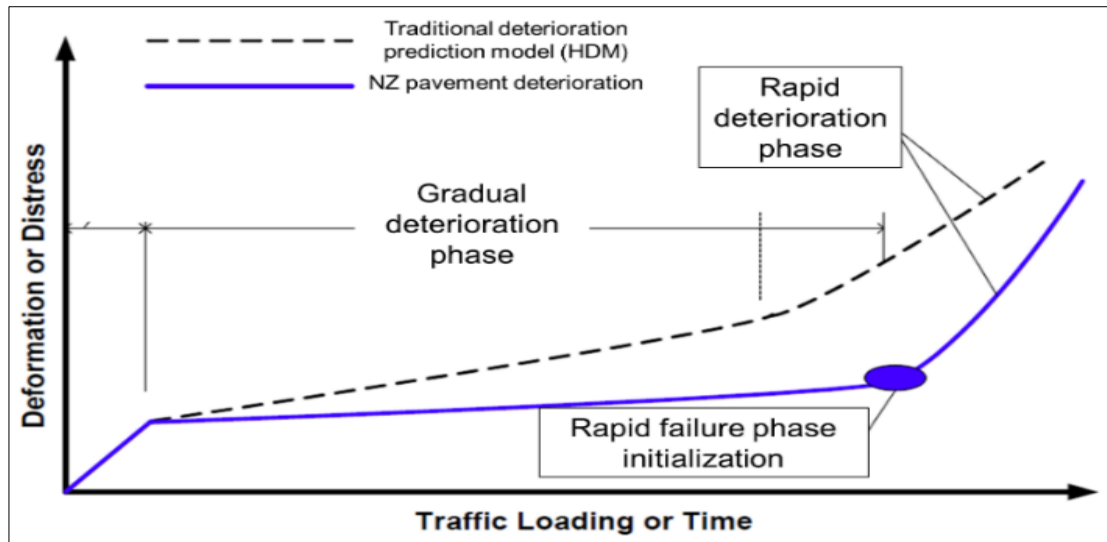 Traditional deterioration
prediction model (HDM)
NZ pavement deterioration
Rapid
deterioration
phase
Gradual
deterioration
phase
Rapid failure phase
initialization
Deformation or Distress
Traffic Loading or Time